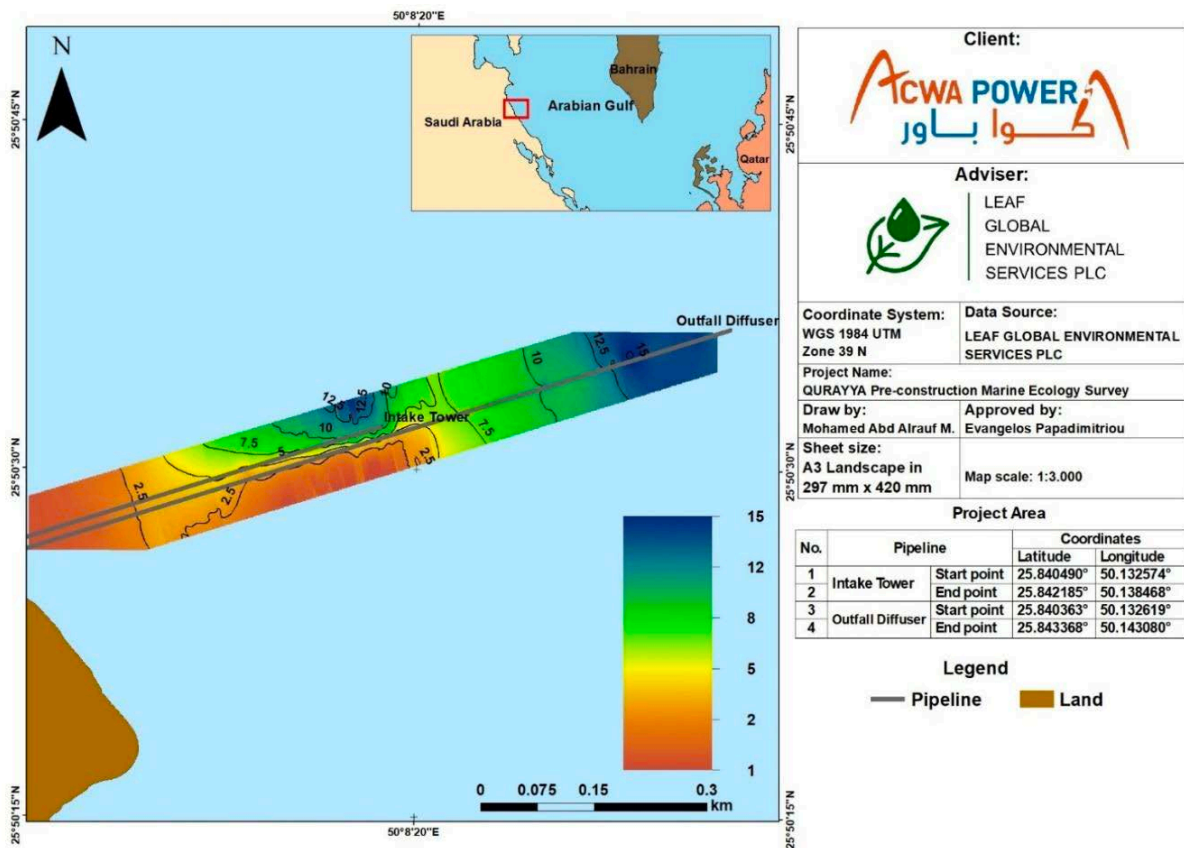 50°8'20"E
N
25°50'45"N
25°50'45"N
Bahrain
Arabian Gulf
Saudi Arabia
Qatar
Outfall Diffuser
12.5
15
10
10
12.5
12.5
10
Intake Tower
7.5
7.5
5
2.5
2.5
2.5
2
25°50'30"N
25°50'30"N
15
12
8
5
2
1
0 0.075 0.15 0.3
km
25°50'15"N
25°50'15"N
50°8'20"E
Client:
ACWA POWER
أكوا باور
Adviser:
LEAF
GLOBAL
ENVIRONMENTAL
SERVICES PLC
Coordinate System:
WGS 1984 UTM
Zone 39 N
Data Source:
LEAF GLOBAL ENVIRONMENTAL
SERVICES PLC
Project Name:
QURAYYA Pre-construction Marine Ecology Survey
Draw by:
Mohamed Abd Alrauf M.
Approved by:
Evangelos Papadimitriou
Sheet size:
A3 Landscape in
297 mm x 420 mm
Map scale: 1:3.000
Project Area
No. Pipeline Coordinates
Latitude Longitude
1 Intake Tower Start point 25.840490° 50.132574°
2 End point 25.842185° 50.138468°
3 Outfall Diffuser Start point 25.840363° 50.132619°
4 End point 25.843368° 50.143080°
Legend
Pipeline Land